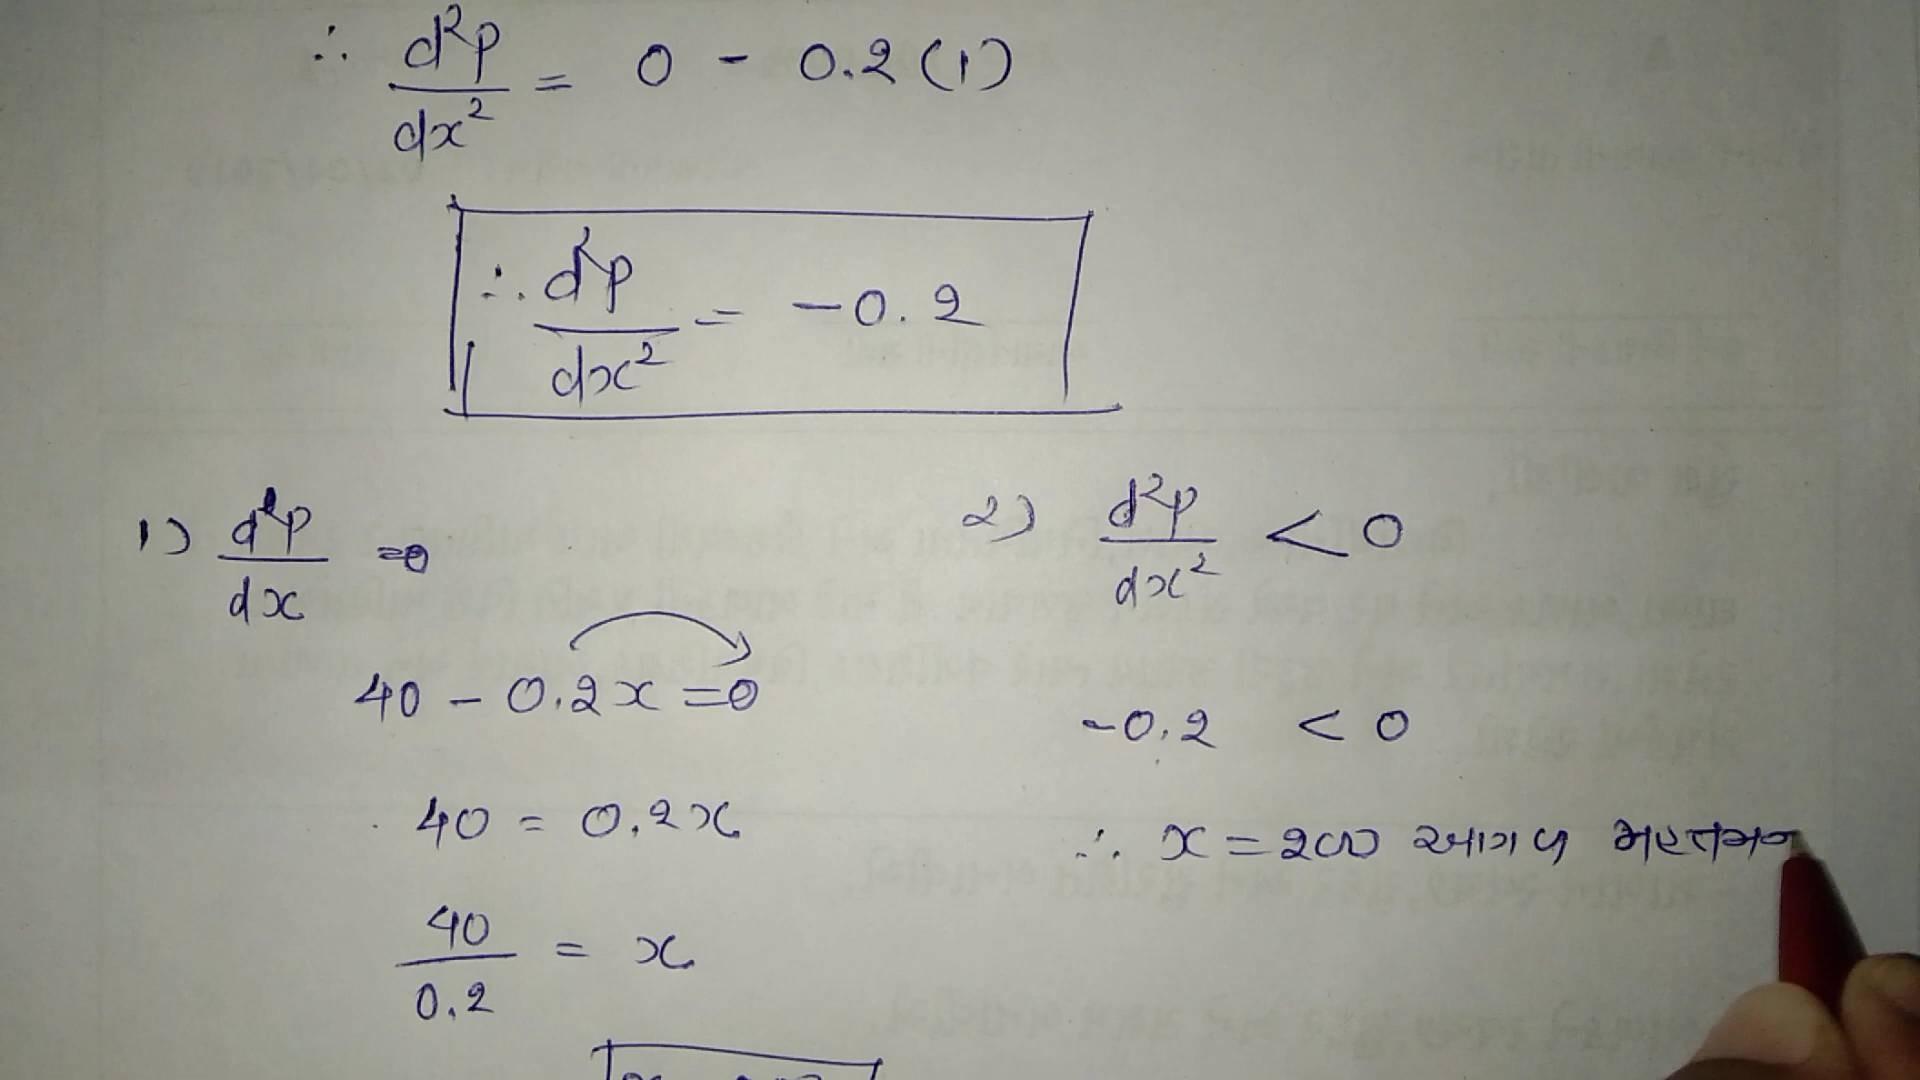 ∴ d²p/dx² = 0 - 0.2(1)
∴ d²p/dx² = -0.2
1) dp/dx =0
40 - 0.2x =0
40 = 0.2x
40/0.2 = x
2) d²p/dx² < 0
-0.2 < 0
∴ x = 200 આગળ મહત્તમ